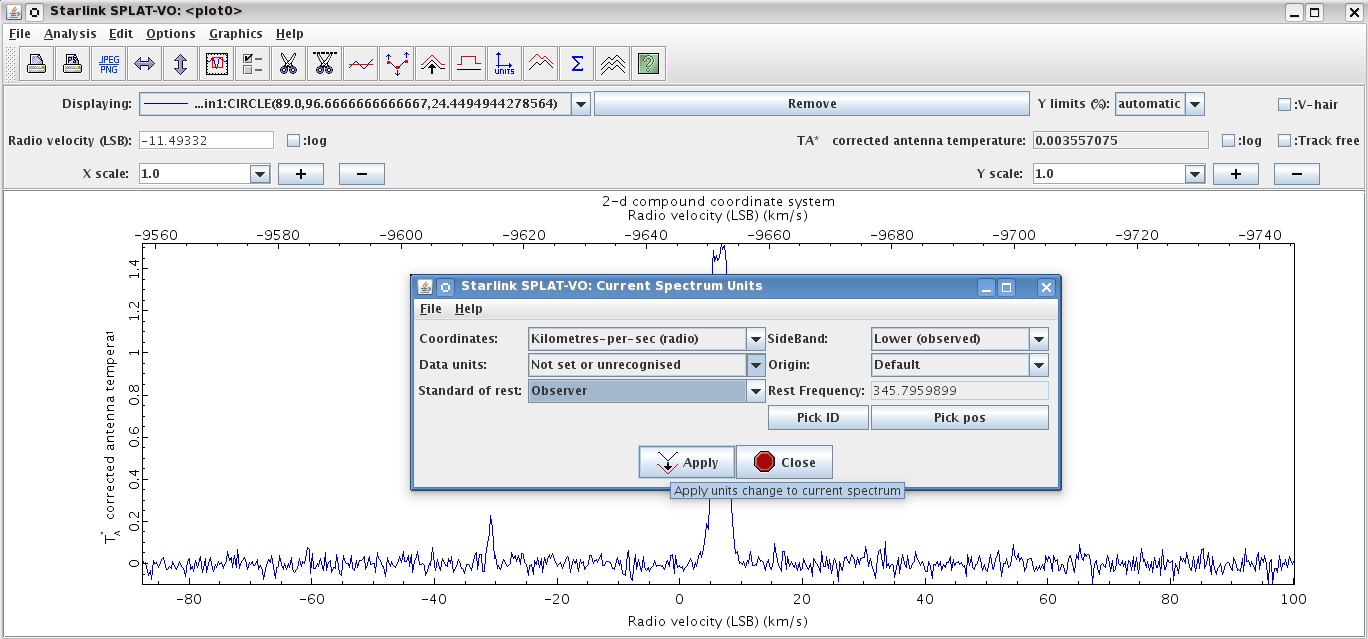 Starlink SPLAT-VO: <plot0>
File Analysis Edit Options Graphics Help
PS JPEG PNG UNITS Σ ?
Displaying: ...in1:CIRCLE(89.0,96.6666666666667,24.4494944278564) Remove Y limits (%): automatic :V-hair
Radio velocity (LSB): -11.49332 :log TA* corrected antenna temperature: 0.003557075 :log :Track free
X scale: 1.0 + − Y scale: 1.0 + −
2-d compound coordinate system
Radio velocity (LSB) (km/s)
-9560 -9580 -9600 -9620 -9640 -9660 -9680 -9700 -9720 -9746
1.4
1.2
1
0.8
0.6
0.4
0.2
0
T_A^* corrected antenna temperat
Starlink SPLAT-VO: Current Spectrum Units
File Help
Coordinates: Kilometres-per-sec (radio) SideBand: Lower (observed)
Data units: Not set or unrecognised Origin: Default
Standard of rest: Observer Rest Frequency: 345.7959899
Pick ID Pick pos
Apply Close
Apply units change to current spectrum
-80 -60 -40 -20 0 20 40 60 80 100
Radio velocity (LSB) (km/s)